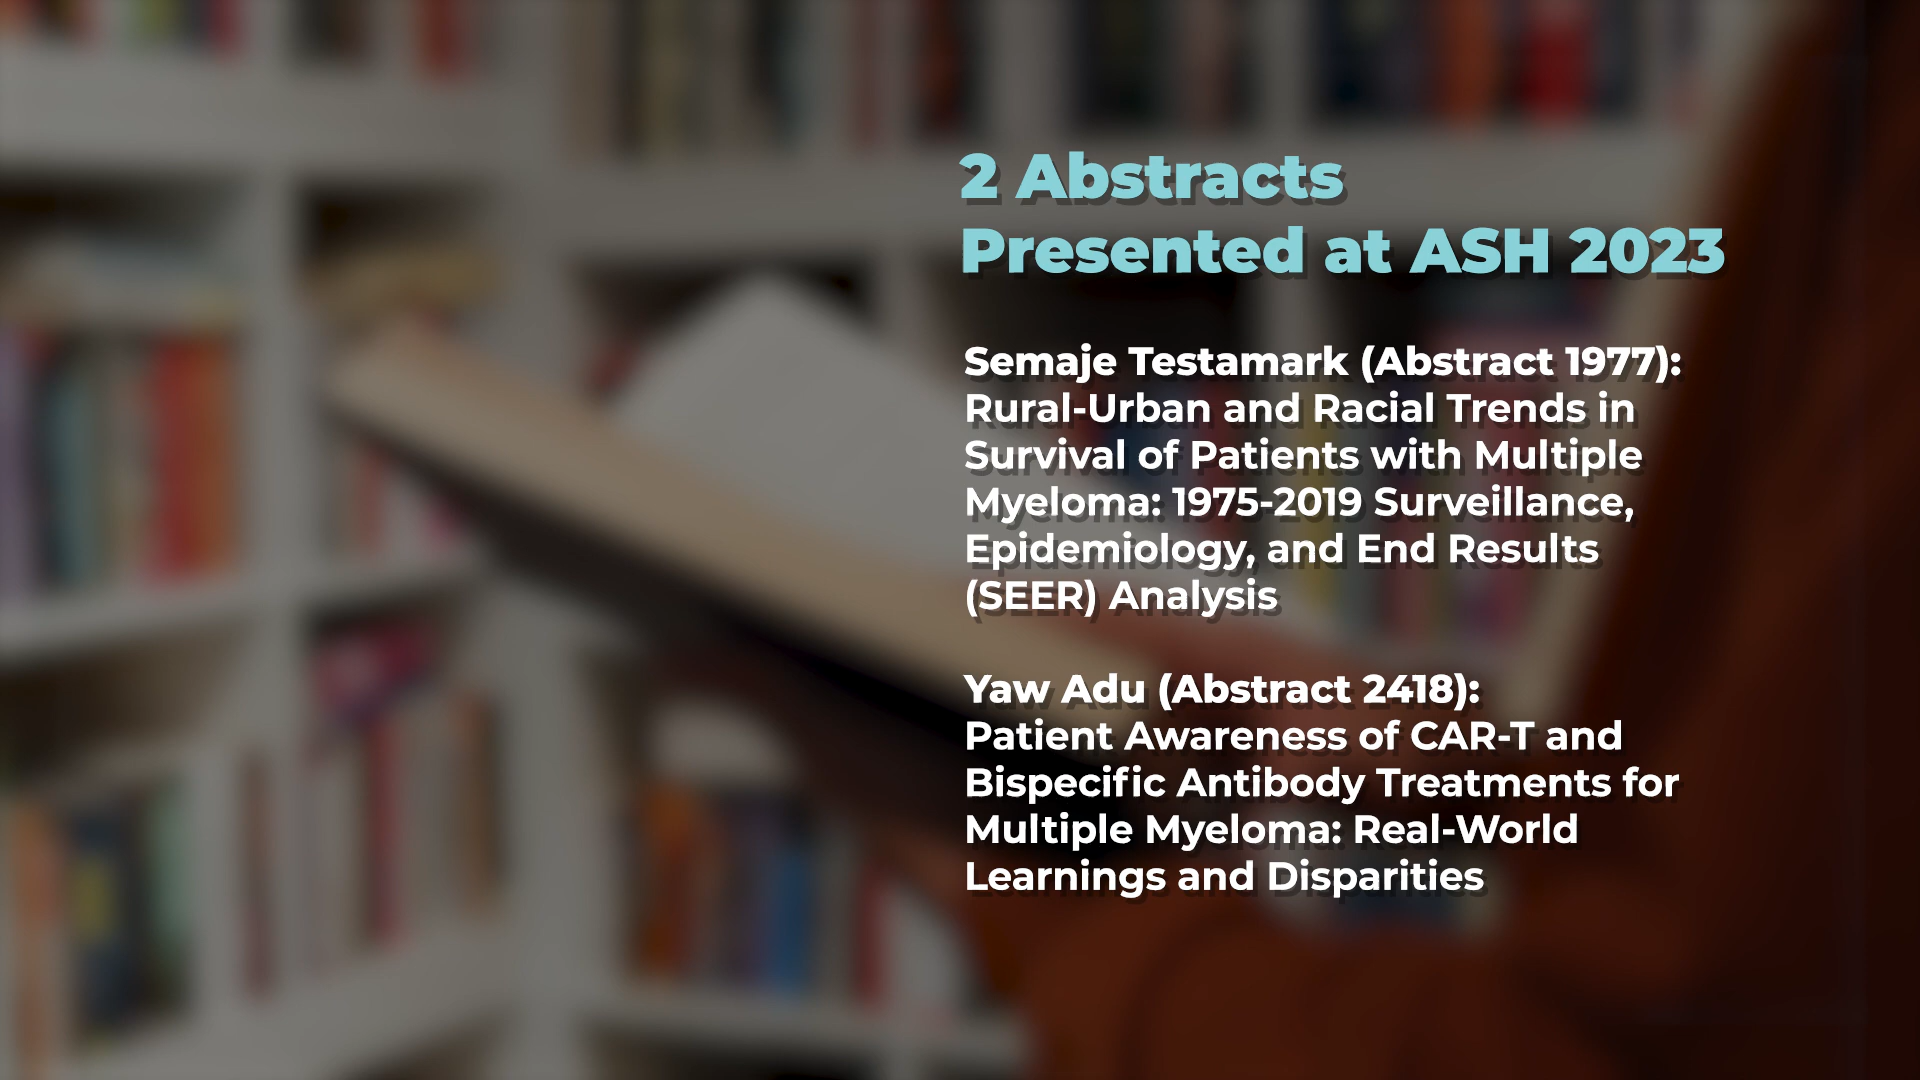 2 Abstracts
Presented at ASH 2023
Semaje Testamark (Abstract 1977):
Rural-Urban and Racial Trends in
Survival of Patients with Multiple
Myeloma: 1975-2019 Surveillance,
Epidemiology, and End Results
(SEER) Analysis
Yaw Adu (Abstract 2418):
Patient Awareness of CAR-T and
Bispecific Antibody Treatments for
Multiple Myeloma: Real-World
Learnings and Disparities